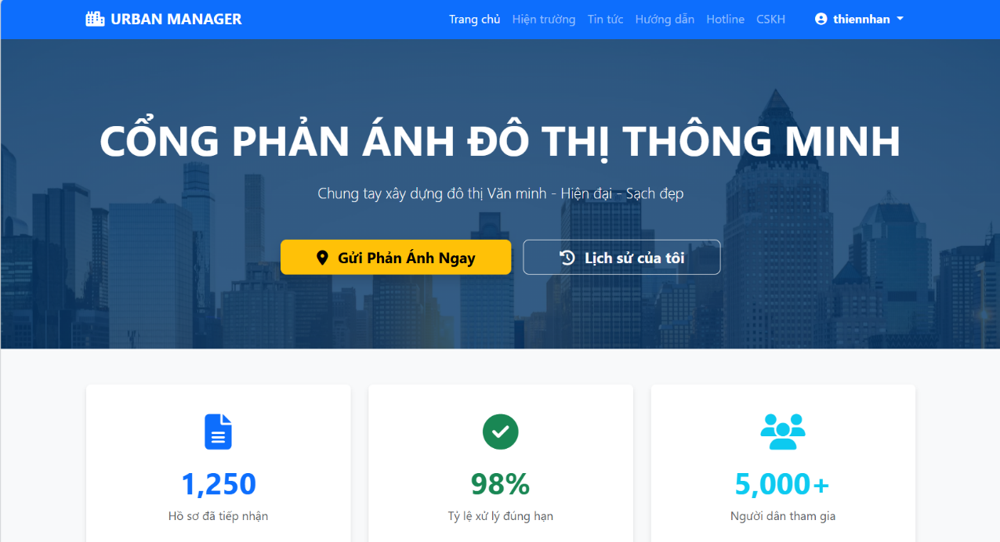 URBAN MANAGER
Trang chủ Hiện trường Tin tức Hướng dẫn Hotline CSKH thiennhan
CỔNG PHẢN ÁNH ĐÔ THỊ THÔNG MINH
Chung tay xây dựng đô thị Văn minh - Hiện đại - Sạch đẹp
Gửi Phản Ánh Ngay
Lịch sử của tôi
1,250
Hồ sơ đã tiếp nhận
98%
Tỷ lệ xử lý đúng hạn
5,000+
Người dân tham gia